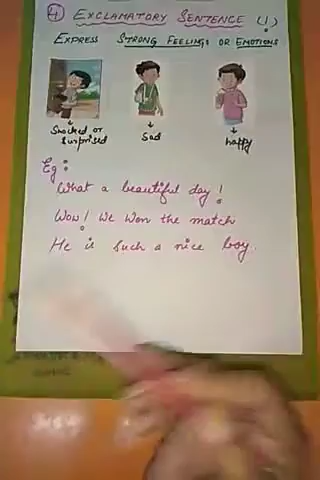 ④ EXCLAMATORY SENTENCE (!)
EXPRESS STRONG FEELINGS OR EMOTIONS
Shocked or surprised
Sad
happy
Eg:
What a beautiful day!
Wow! We won the match
He is such a nice boy.